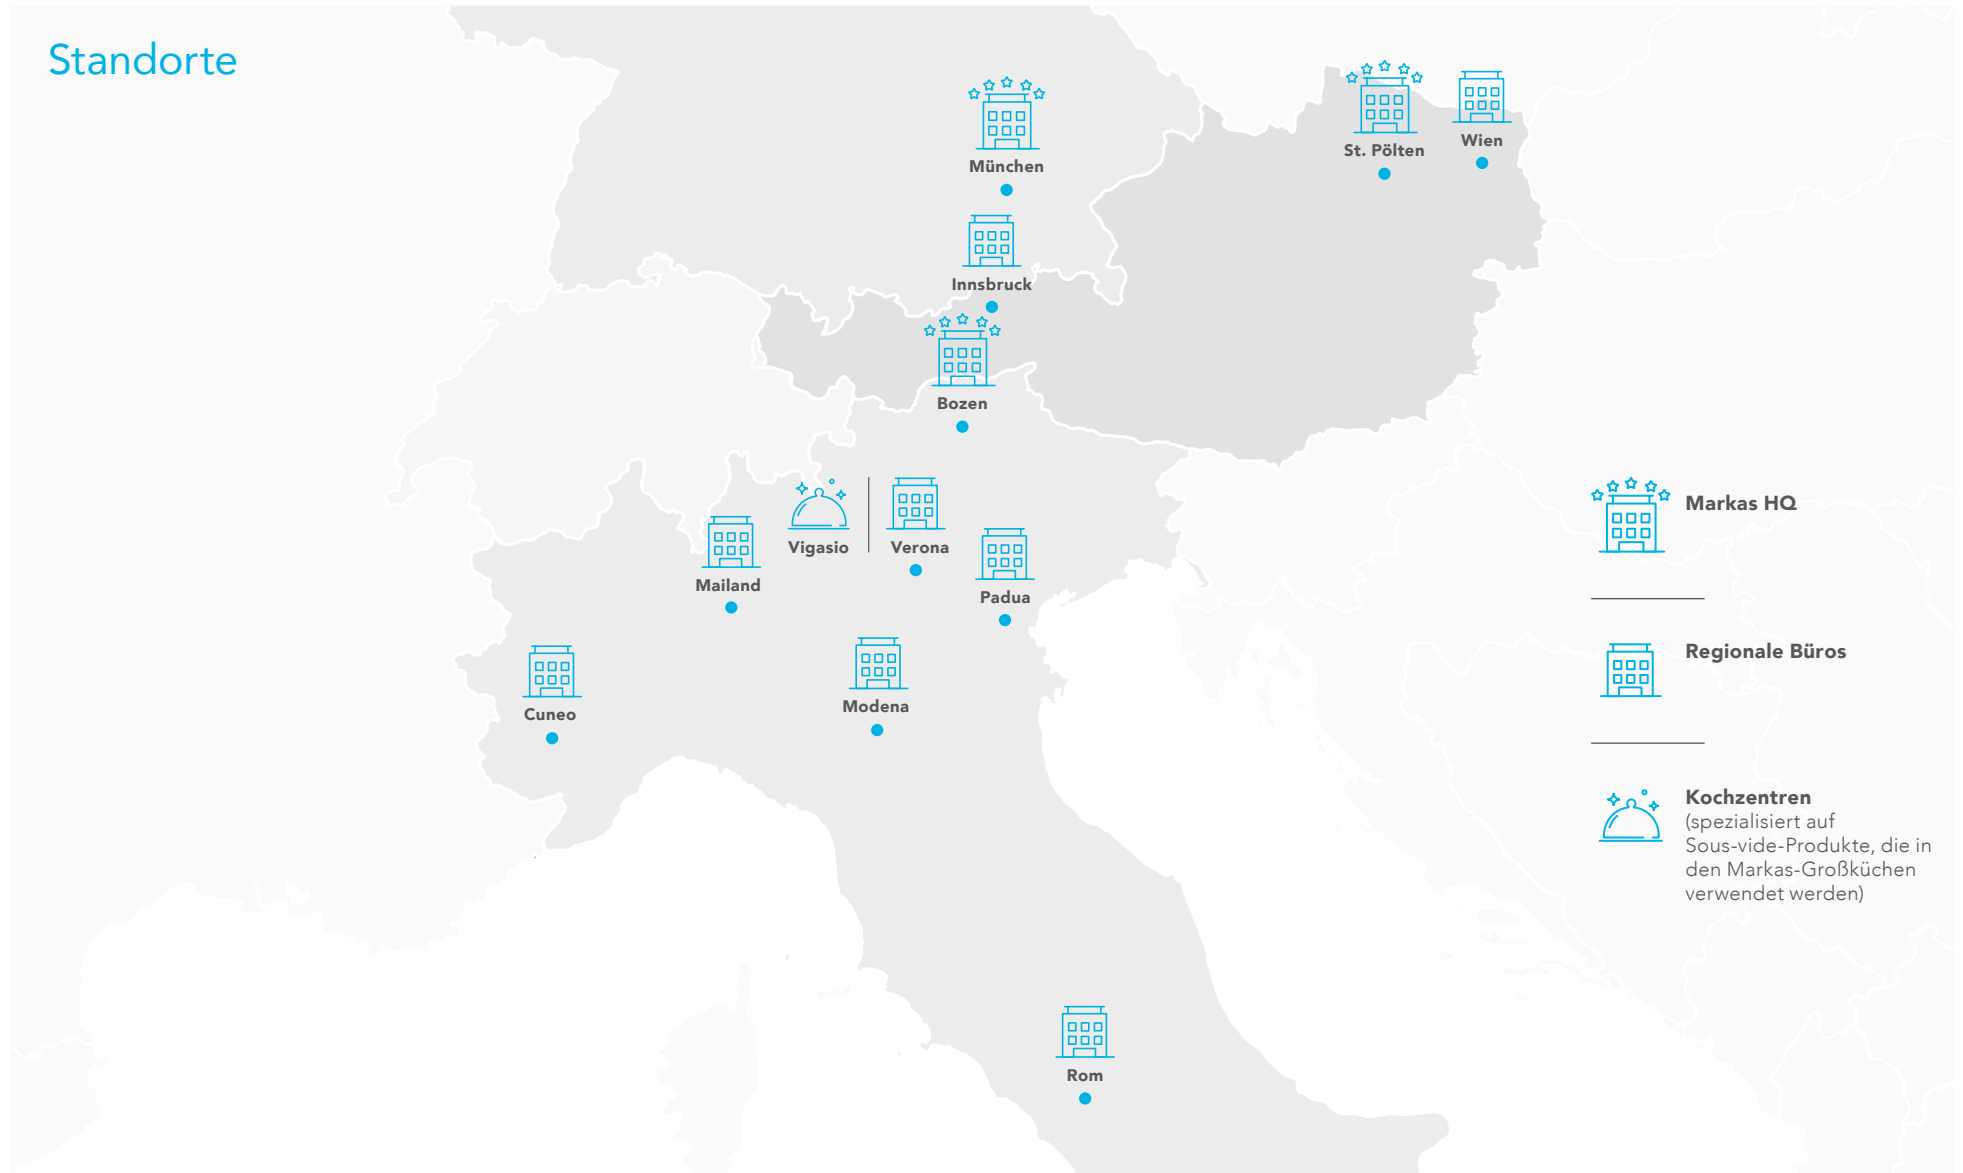 Standorte
München
St. Pölten
Wien
Innsbruck
Bozen
Vigasio
Verona
Mailand
Padua
Cuneo
Modena
Rom
Markas HQ
Regionale Büros
Kochzentren
(spezialisiert auf
Sous-vide-Produkte, die in
den Markas-Großküchen
verwendet werden)